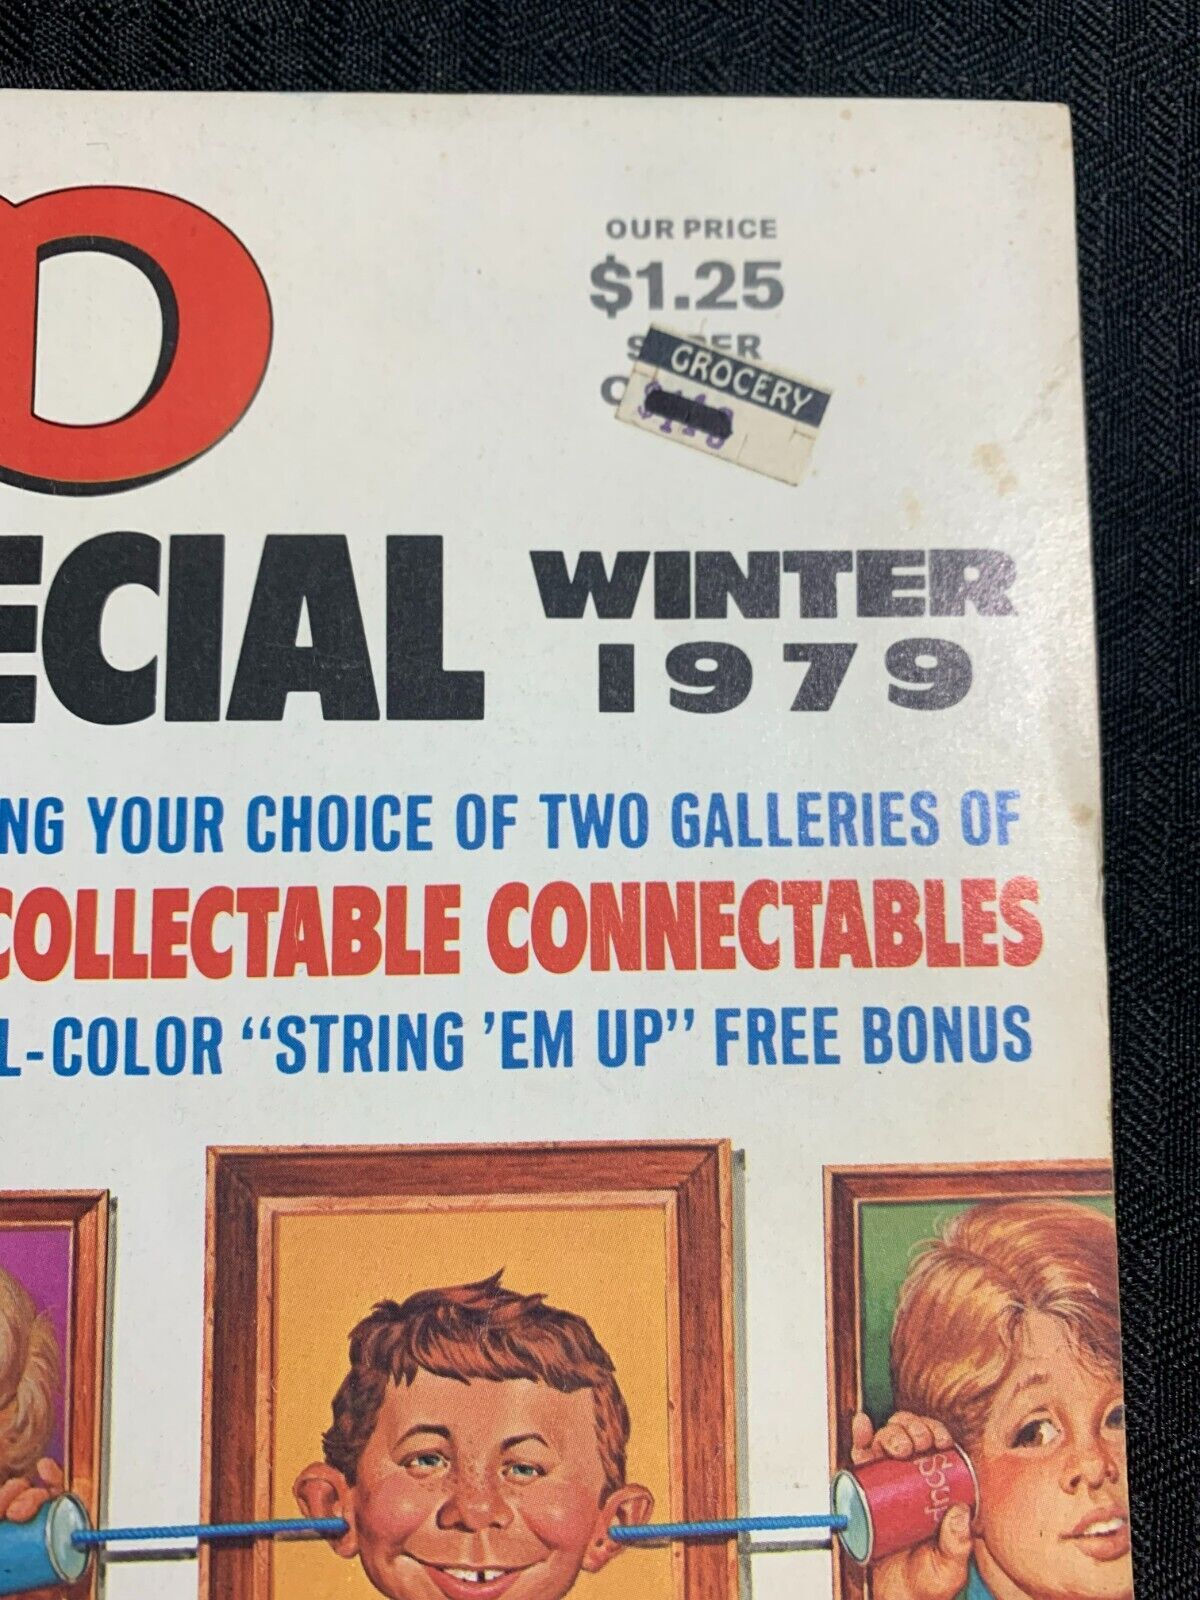 D
OUR PRICE
$1.25
GROCERY
ECIAL WINTER
1979
NG YOUR CHOICE OF TWO GALLERIES OF
COLLECTABLE CONNECTABLES
L-COLOR “STRING ’EM UP” FREE BONUS